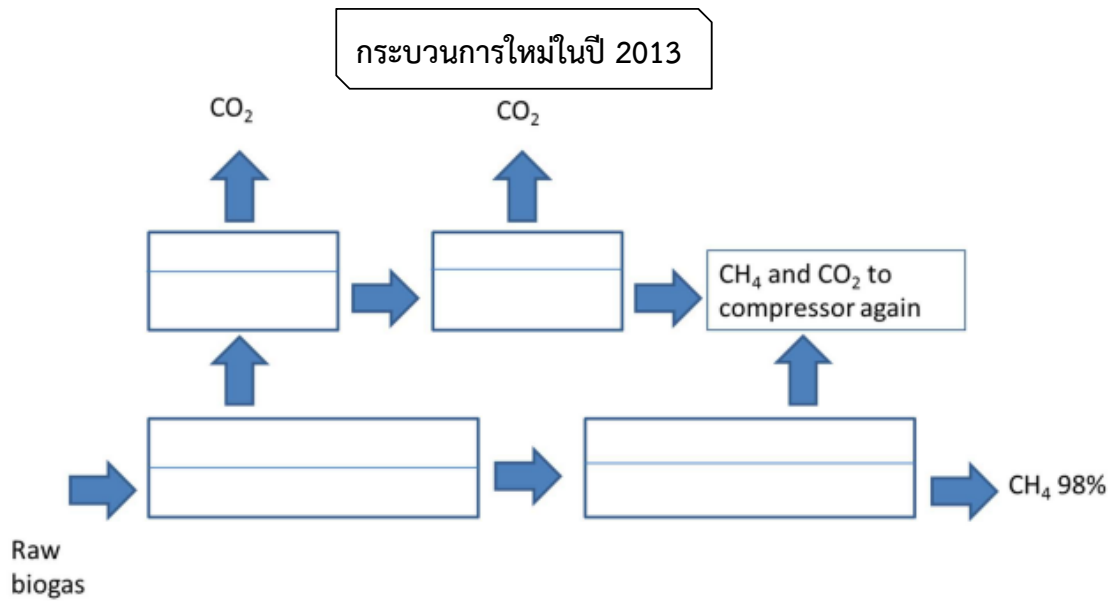 กระบวนการใหม่ในปี 2013
CO₂
CO₂
CH₄ and CO₂ to
compressor again
CH₄ 98%
Raw
biogas